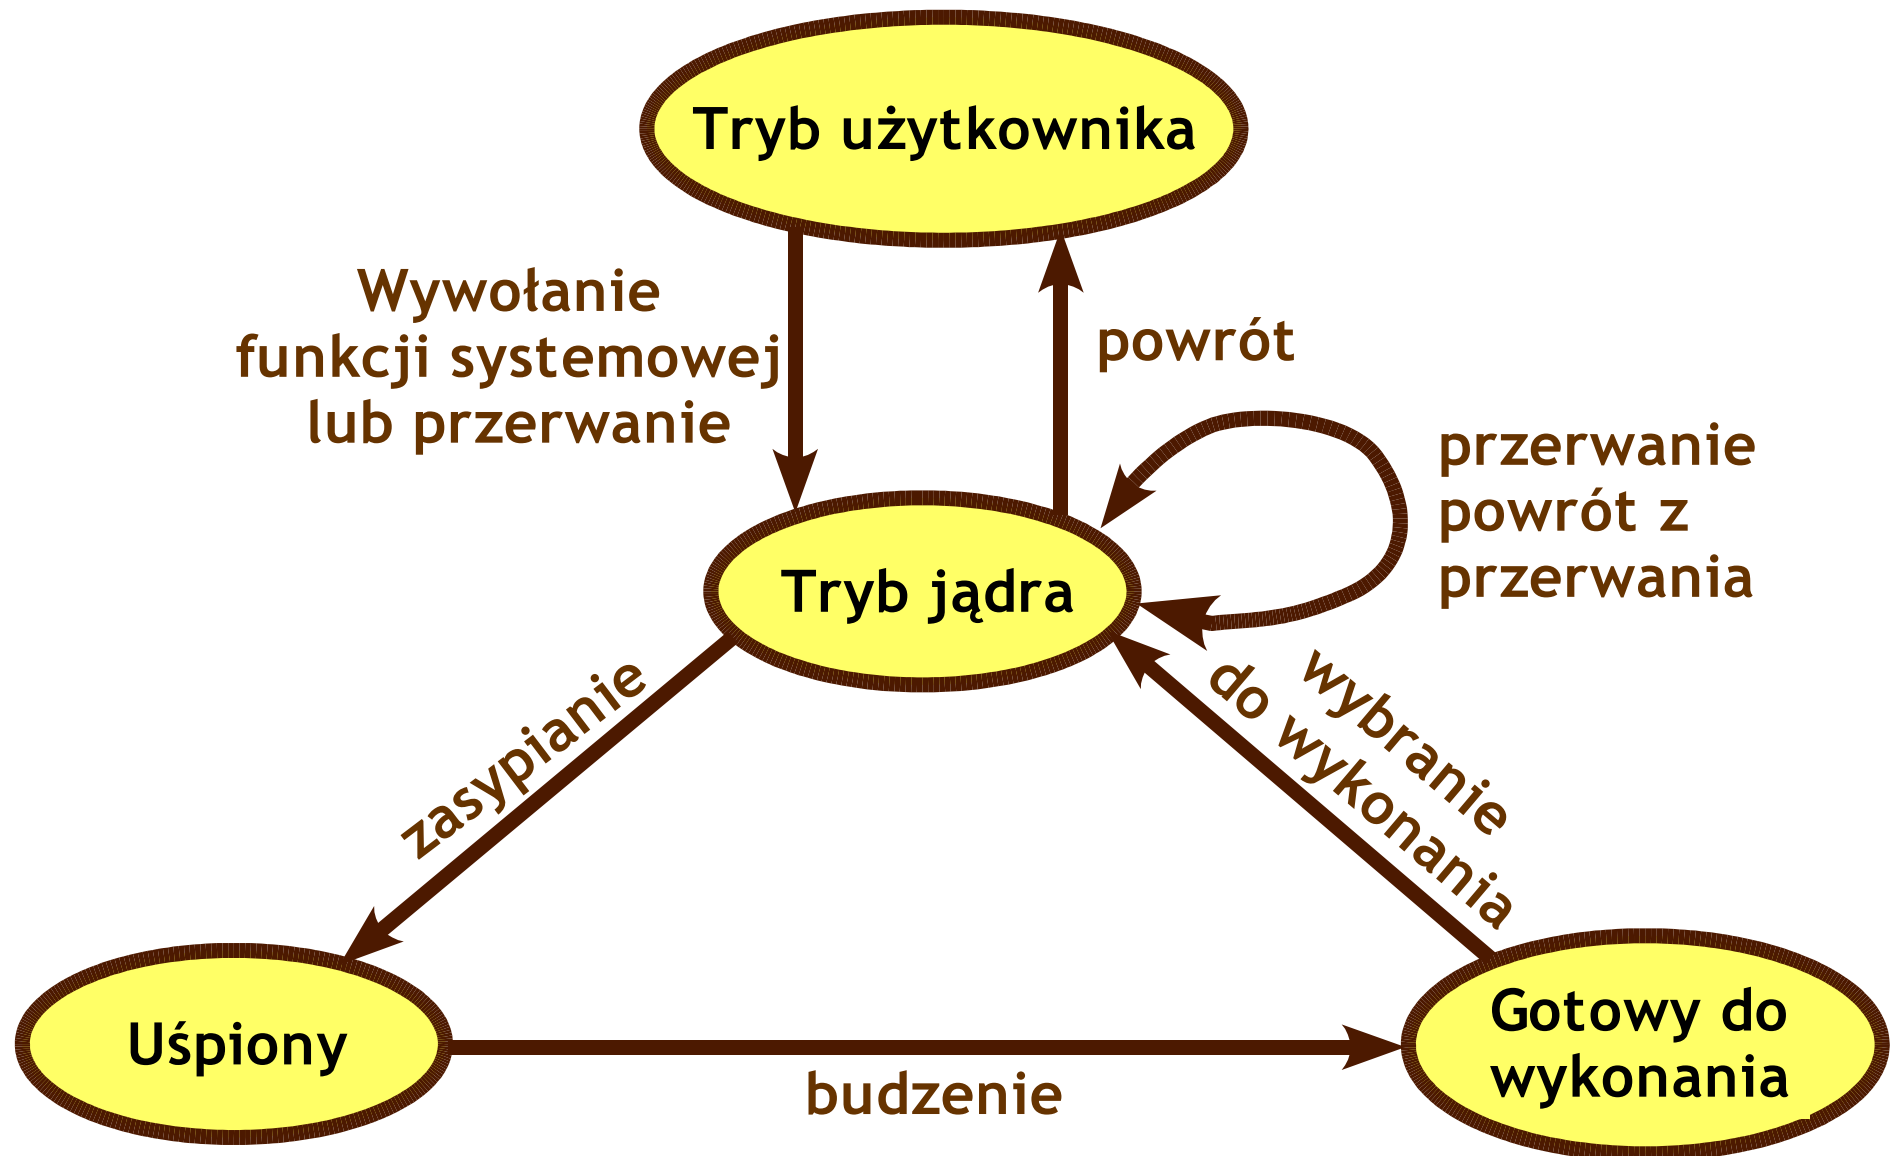 Tryb użytkownika
Wywołanie
funkcji systemowej
lub przerwanie
powrót
przerwanie
powrót z
przerwania
Tryb jądra
zasypianie
wybranie
do wykonania
Uśpiony
Gotowy do
wykonania
budzenie